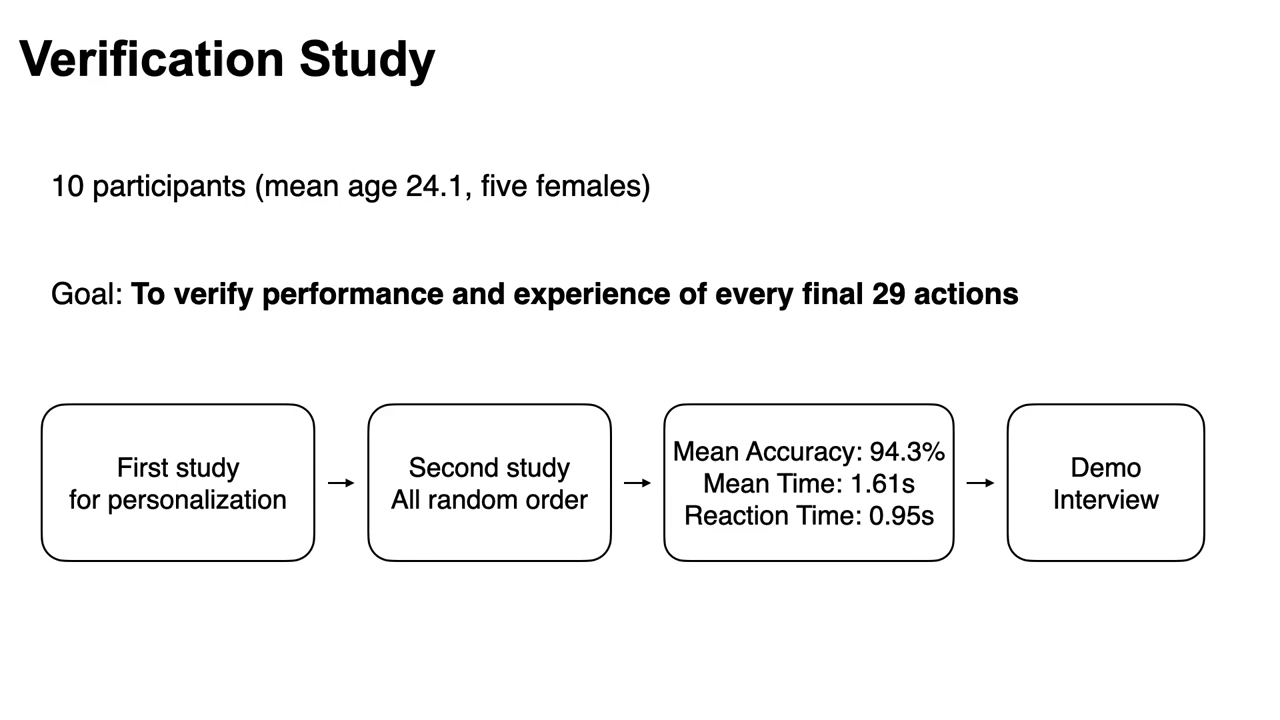 Verification Study
10 participants (mean age 24.1, five females)
Goal: To verify performance and experience of every final 29 actions
First study
for personalization
Second study
All random order
Mean Accuracy: 94.3%
Mean Time: 1.61s
Reaction Time: 0.95s
Demo
Interview